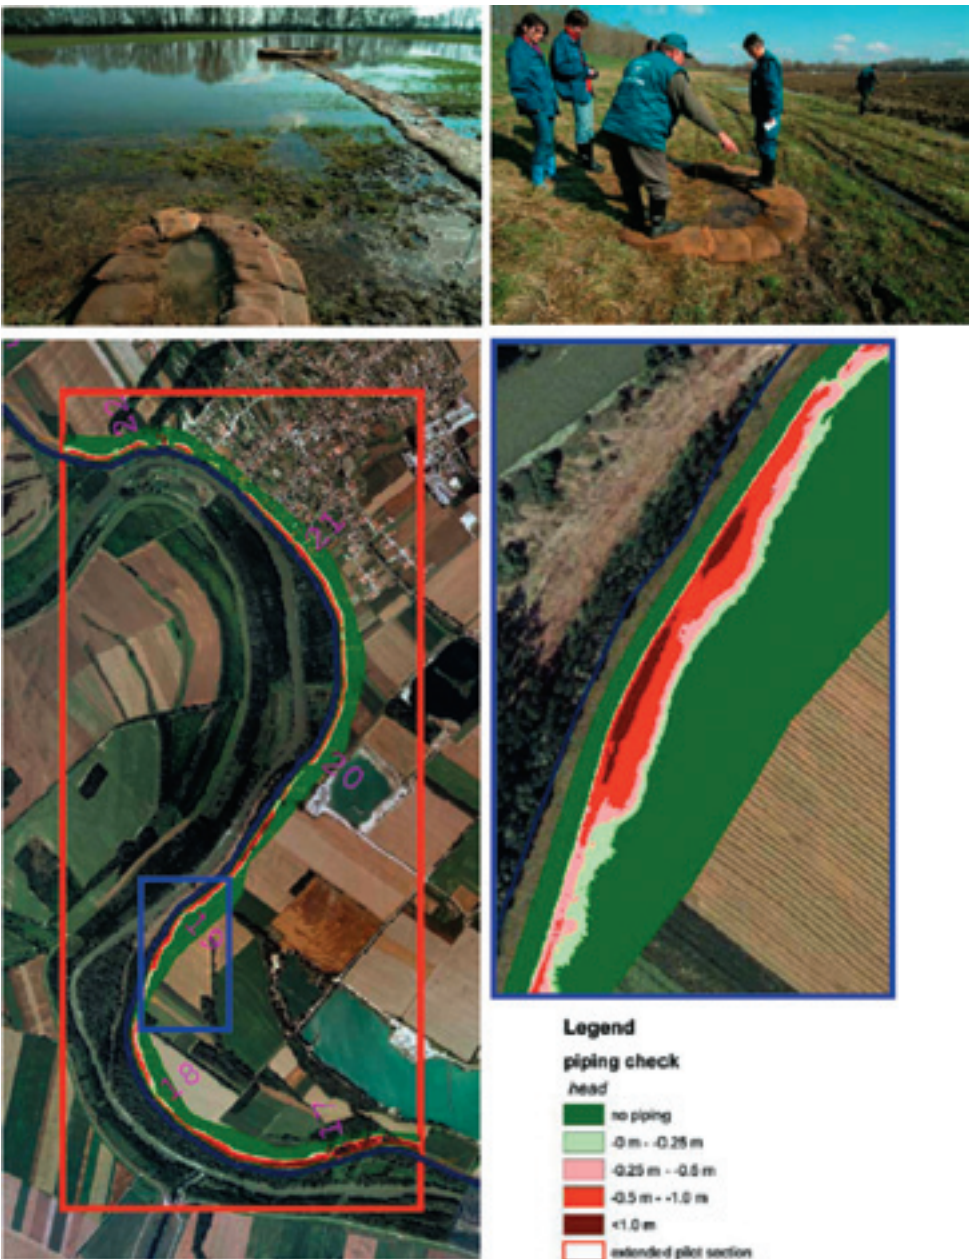 22
21
20
19
18
17
Legend
piping check
head
no piping
-0 m - -0.25 m
-0.25 m - -0.5 m
-0.5 m - -1.0 m
<1.0 m
extended pilot section